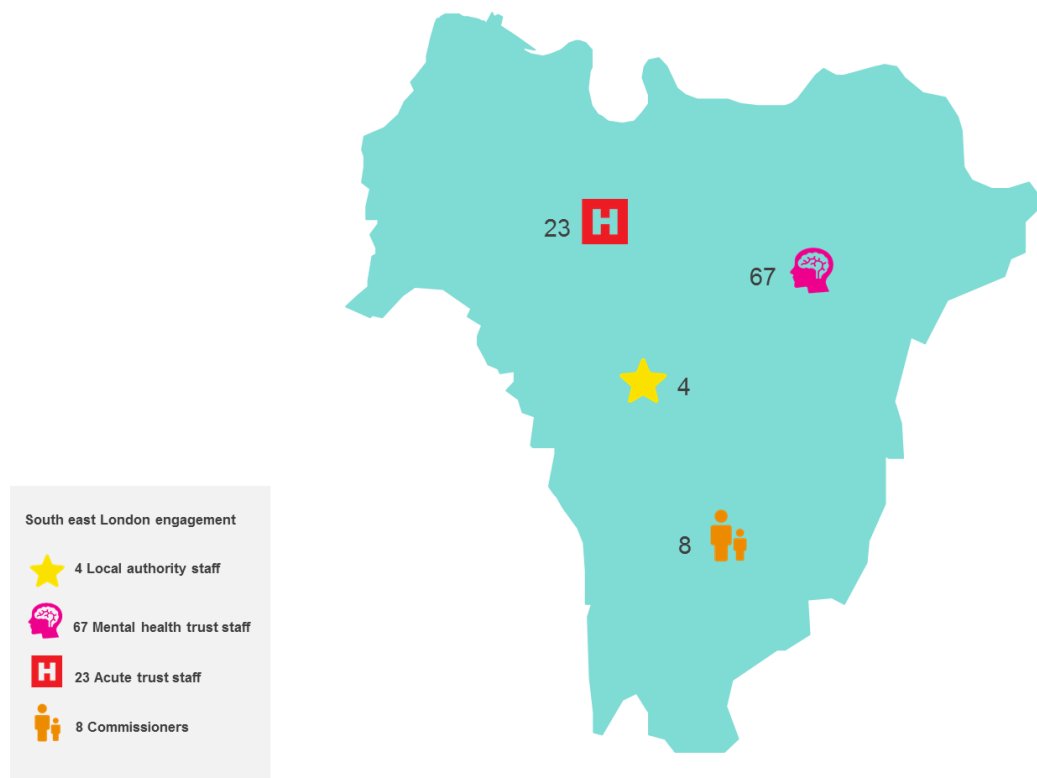 23 H
67
4
8
South east London engagement
4 Local authority staff
67 Mental health trust staff
H 23 Acute trust staff
8 Commissioners